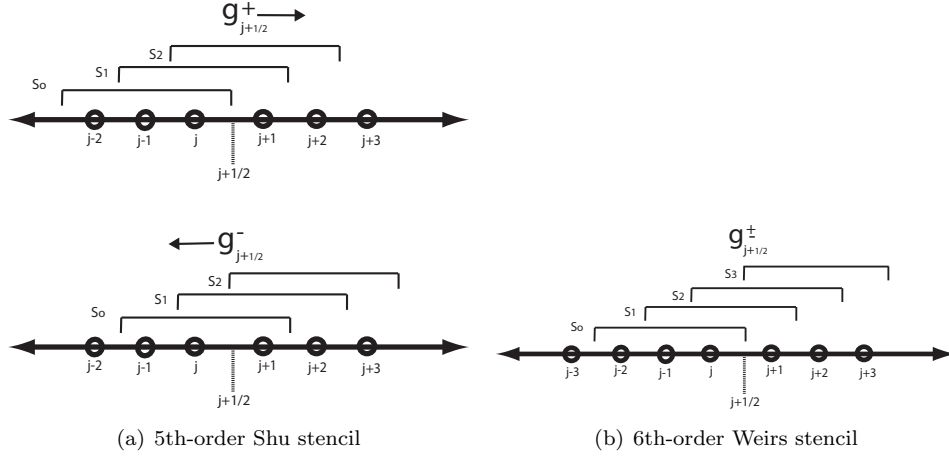 g+j+1/2
S2
S1
So
j-2 j-1 j j+1 j+2 j+3
j+1/2
g-j+1/2
S2
S1
So
j-2 j-1 j j+1 j+2 j+3
j+1/2
(a) 5th-order Shu stencil
g±j+1/2
S3
S2
S1
So
j-3 j-2 j-1 j j+1 j+2 j+3
j+1/2
(b) 6th-order Weirs stencil